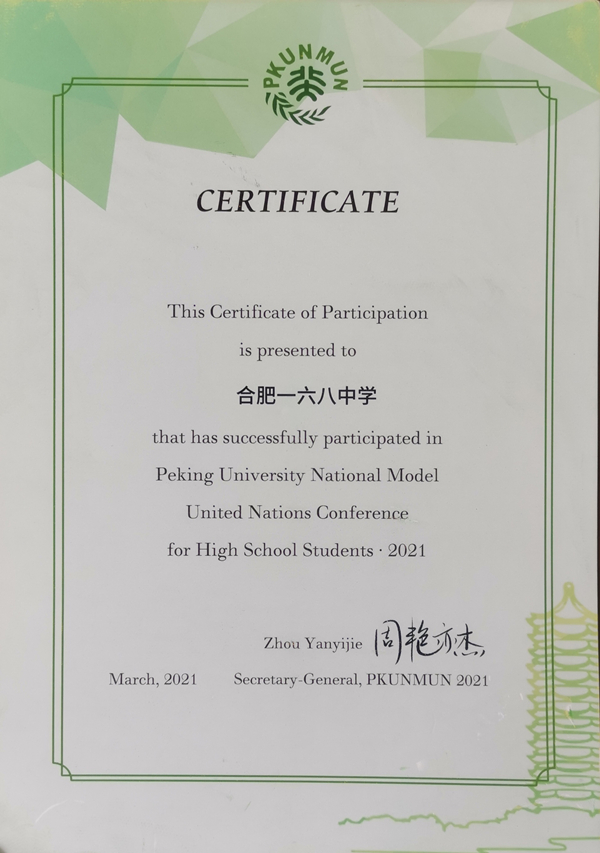 PKUNMUN
CERTIFICATE
This Certificate of Participation
is presented to
合肥一六八中学
that has successfully participated in
Peking University National Model
United Nations Conference
for High School Students · 2021
Zhou Yanyijie 周艳亦杰
March, 2021 Secretary-General, PKUNMUN 2021